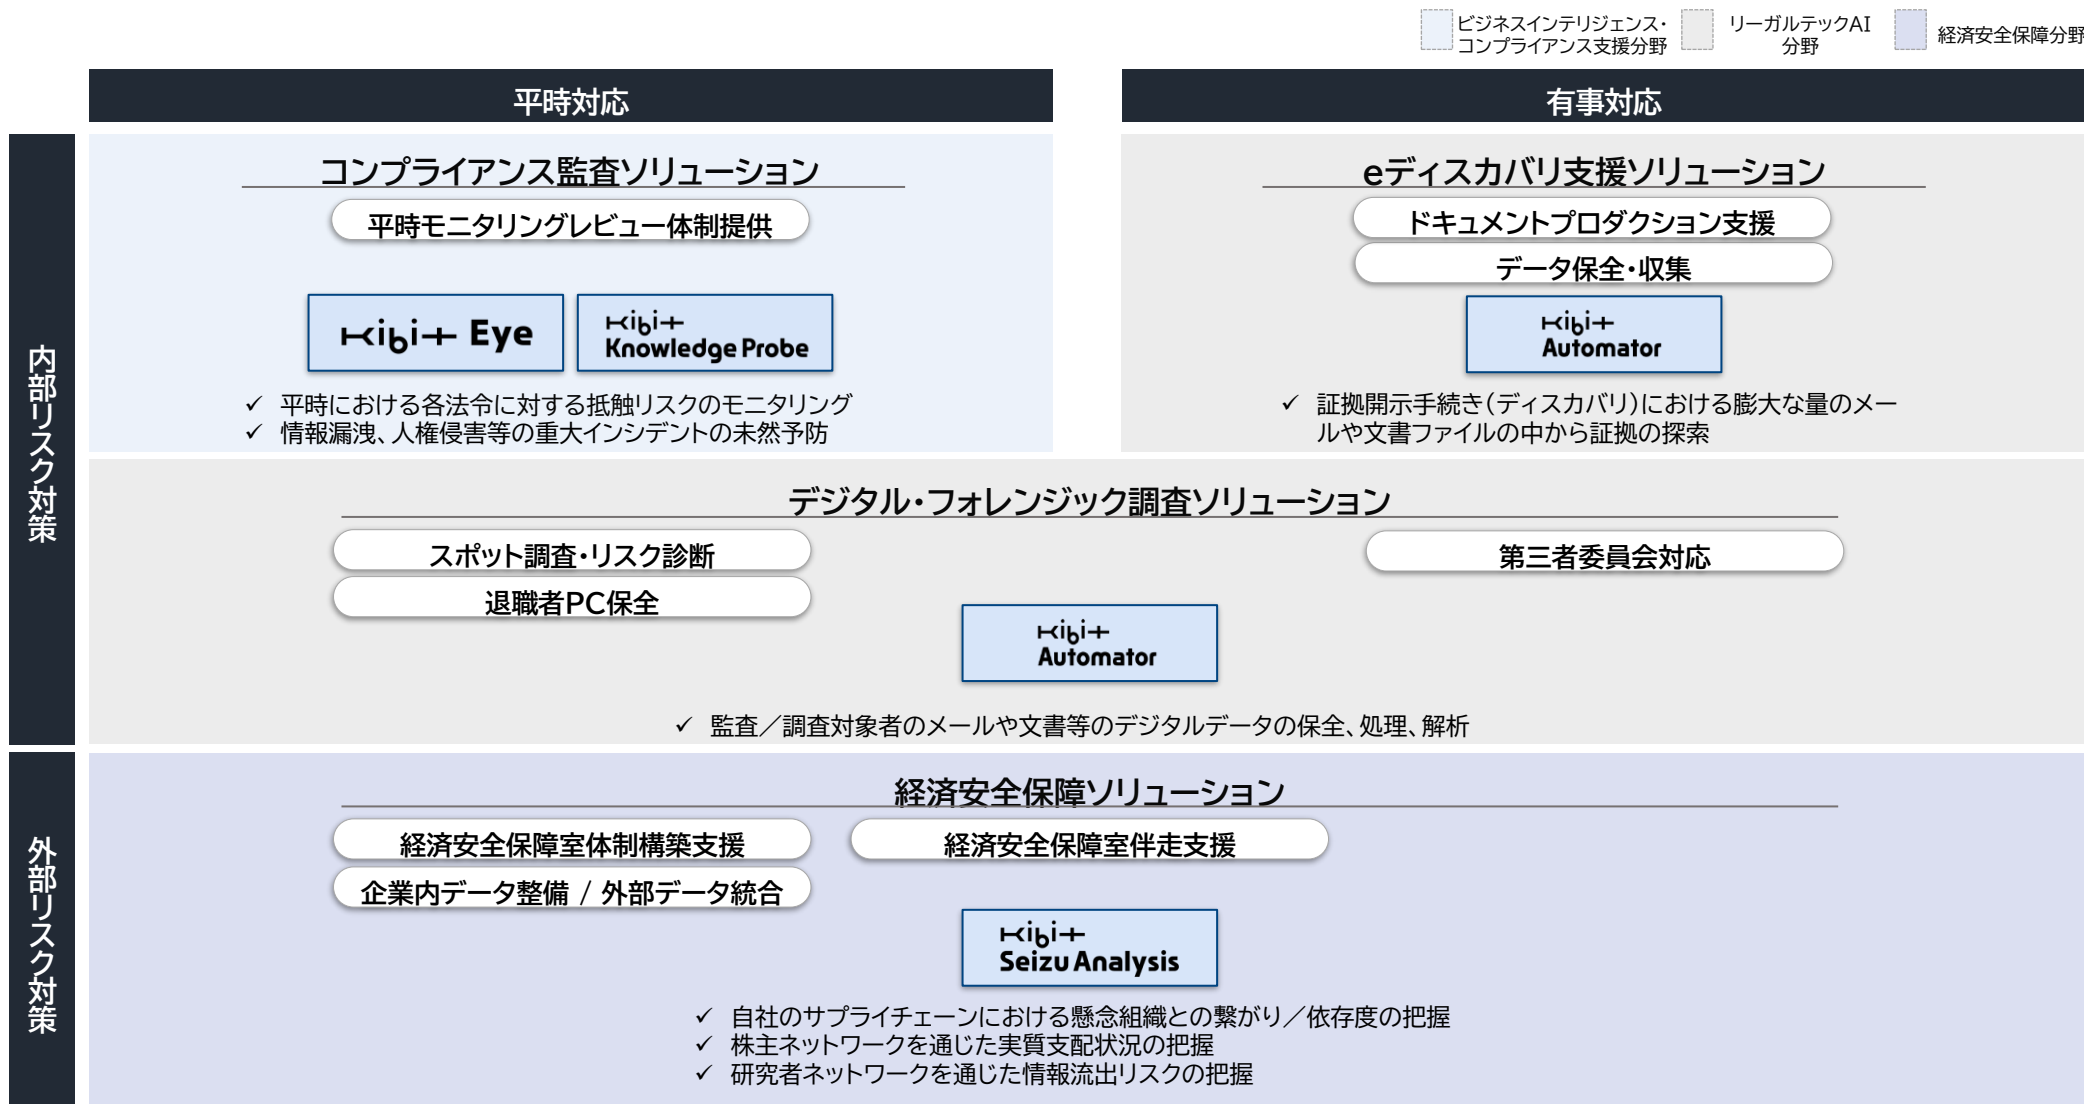 ビジネスインテリジェンス・
コンプライアンス支援分野
リーガルテックAI
分野
経済安全保障分野
平時対応
有事対応
内部リスク対策
コンプライアンス監査ソリューション
平時モニタリングレビュー体制提供
kibit Eye
kibit
Knowledge Probe
✓ 平時における各法令に対する抵触リスクのモニタリング
✓ 情報漏洩、人権侵害等の重大インシデントの未然予防
eディスカバリ支援ソリューション
ドキュメントプロダクション支援
データ保全・収集
kibit
Automator
✓ 証拠開示手続き(ディスカバリ)における膨大な量のメー
ルや文書ファイルの中から証拠の探索
デジタル・フォレンジック調査ソリューション
スポット調査・リスク診断
退職者PC保全
第三者委員会対応
kibit
Automator
✓ 監査／調査対象者のメールや文書等のデジタルデータの保全、処理、解析
外部リスク対策
経済安全保障ソリューション
経済安全保障室体制構築支援
経済安全保障室伴走支援
企業内データ整備 / 外部データ統合
kibit
Seizu Analysis
✓ 自社のサプライチェーンにおける懸念組織との繋がり／依存度の把握
✓ 株主ネットワークを通じた実質支配状況の把握
✓ 研究者ネットワークを通じた情報流出リスクの把握